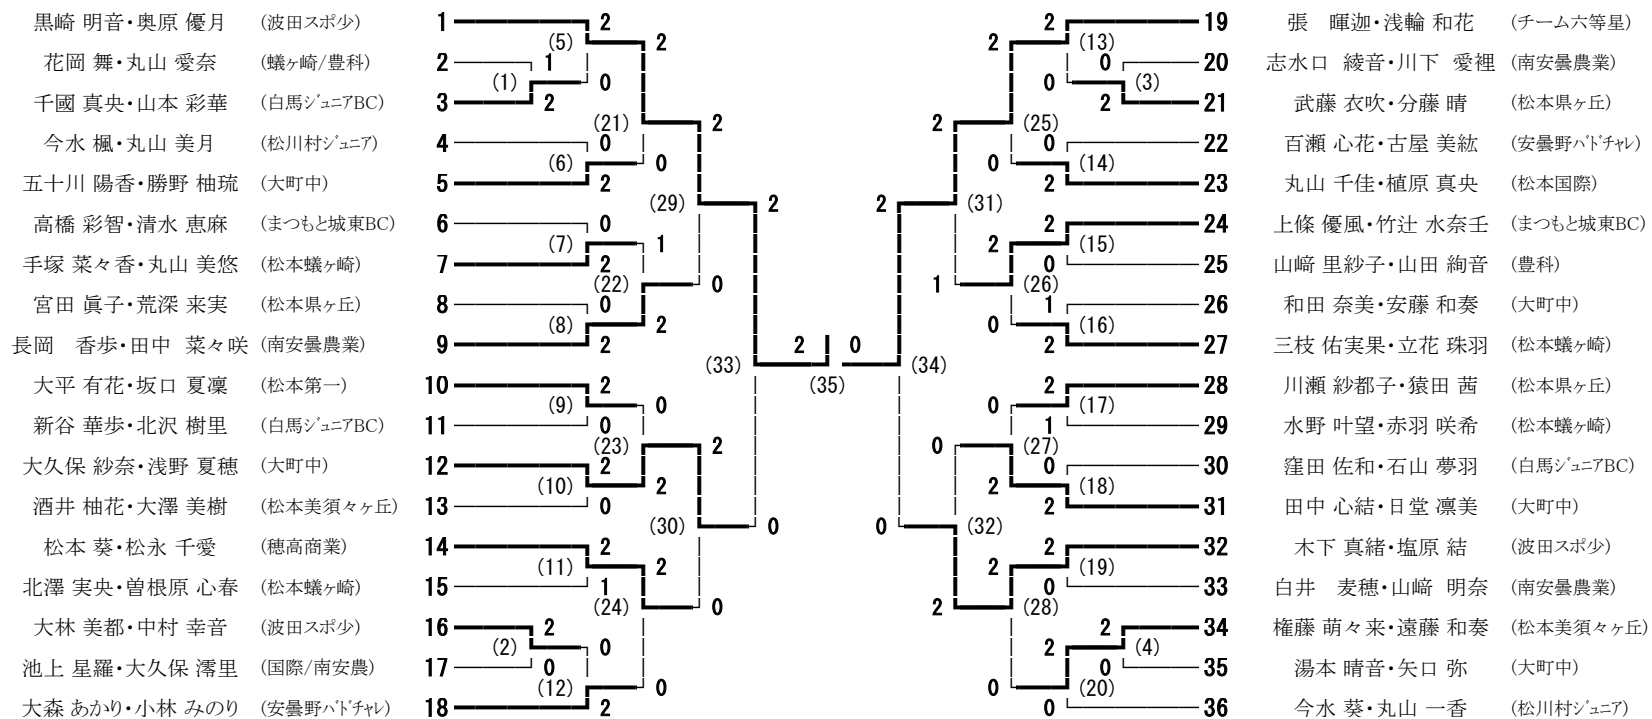 黒崎 明音・奥原 優月 (波田スポ少) 1 2 2 19 張 暉迦・浅輪 和花 (チーム六等星)
(5) 2 2 (13)
花岡 舞・丸山 愛奈 (蟻ヶ崎/豊科) 2 1 0 20 志水口 綾音・川下 愛裡 (南安曇農業)
(1) 0 0 (3)
千國 真央・山本 彩華 (白馬ジュニアBC) 3 2 2 21 武藤 衣吹・分藤 晴 (松本県ヶ丘)
(21) 2 2 (25)
今水 楓・丸山 美月 (松川村ジュニア) 4 0 0 22 百瀬 心花・古屋 美紘 (安曇野バドチャレ)
(6) 0 0 (14)
五十川 陽香・勝野 柚琉 (大町中) 5 2 2 23 丸山 千佳・植原 真央 (松本国際)
(29) 2 2 (31)
高橋 彩智・清水 恵麻 (まつもと城東BC) 6 0 2 24 上條 優風・竹辻 水奈壬 (まつもと城東BC)
(7) 1 2 (15)
手塚 菜々香・丸山 美悠 (松本蟻ヶ崎) 7 2 0 25 山﨑 里紗子・山田 絢音 (豊科)
(22) 0 1 (26)
宮田 眞子・荒深 来実 (松本県ヶ丘) 8 0 1 26 和田 奈美・安藤 和奏 (大町中)
(8) 2 0 (16)
長岡 香歩・田中 菜々咲 (南安曇農業) 9 2 2 27 三枝 佑実果・立花 珠羽 (松本蟻ヶ崎)
(33) 2 0 (34)
(35)
大平 有花・坂口 夏凜 (松本第一) 10 2 2 28 川瀬 紗都子・猿田 茜 (松本県ヶ丘)
(9) 0 0 (17)
新谷 華歩・北沢 樹里 (白馬ジュニアBC) 11 0 1 29 水野 叶望・赤羽 咲希 (松本蟻ヶ崎)
(23) 2 0 (27)
大久保 紗奈・浅野 夏穂 (大町中) 12 2 0 30 窪田 佐和・石山 夢羽 (白馬ジュニアBC)
(10) 2 2 (18)
酒井 柚花・大澤 美樹 (松本美須々ヶ丘) 13 0 2 31 田中 心結・日堂 凛美 (大町中)
(30) 0 0 (32)
松本 葵・松永 千愛 (穂高商業) 14 2 2 32 木下 真緒・塩原 結 (波田スポ少)
(11) 2 2 (19)
北澤 実央・曽根原 心春 (松本蟻ヶ崎) 15 1 0 33 白井 麦穂・山﨑 明奈 (南安曇農業)
(24) 0 2 (28)
大林 美都・中村 幸音 (波田スポ少) 16 2 2 34 権藤 萌々来・遠藤 和奏 (松本美須々ヶ丘)
(2) 0 2 (4)
池上 星羅・大久保 澪里 (国際/南安農) 17 0 0 35 湯本 晴音・矢口 弥 (大町中)
(12) 0 0 (20)
大森 あかり・小林 みのり (安曇野バドチャレ) 18 2 0 36 今水 葵・丸山 一香 (松川村ジュニア)